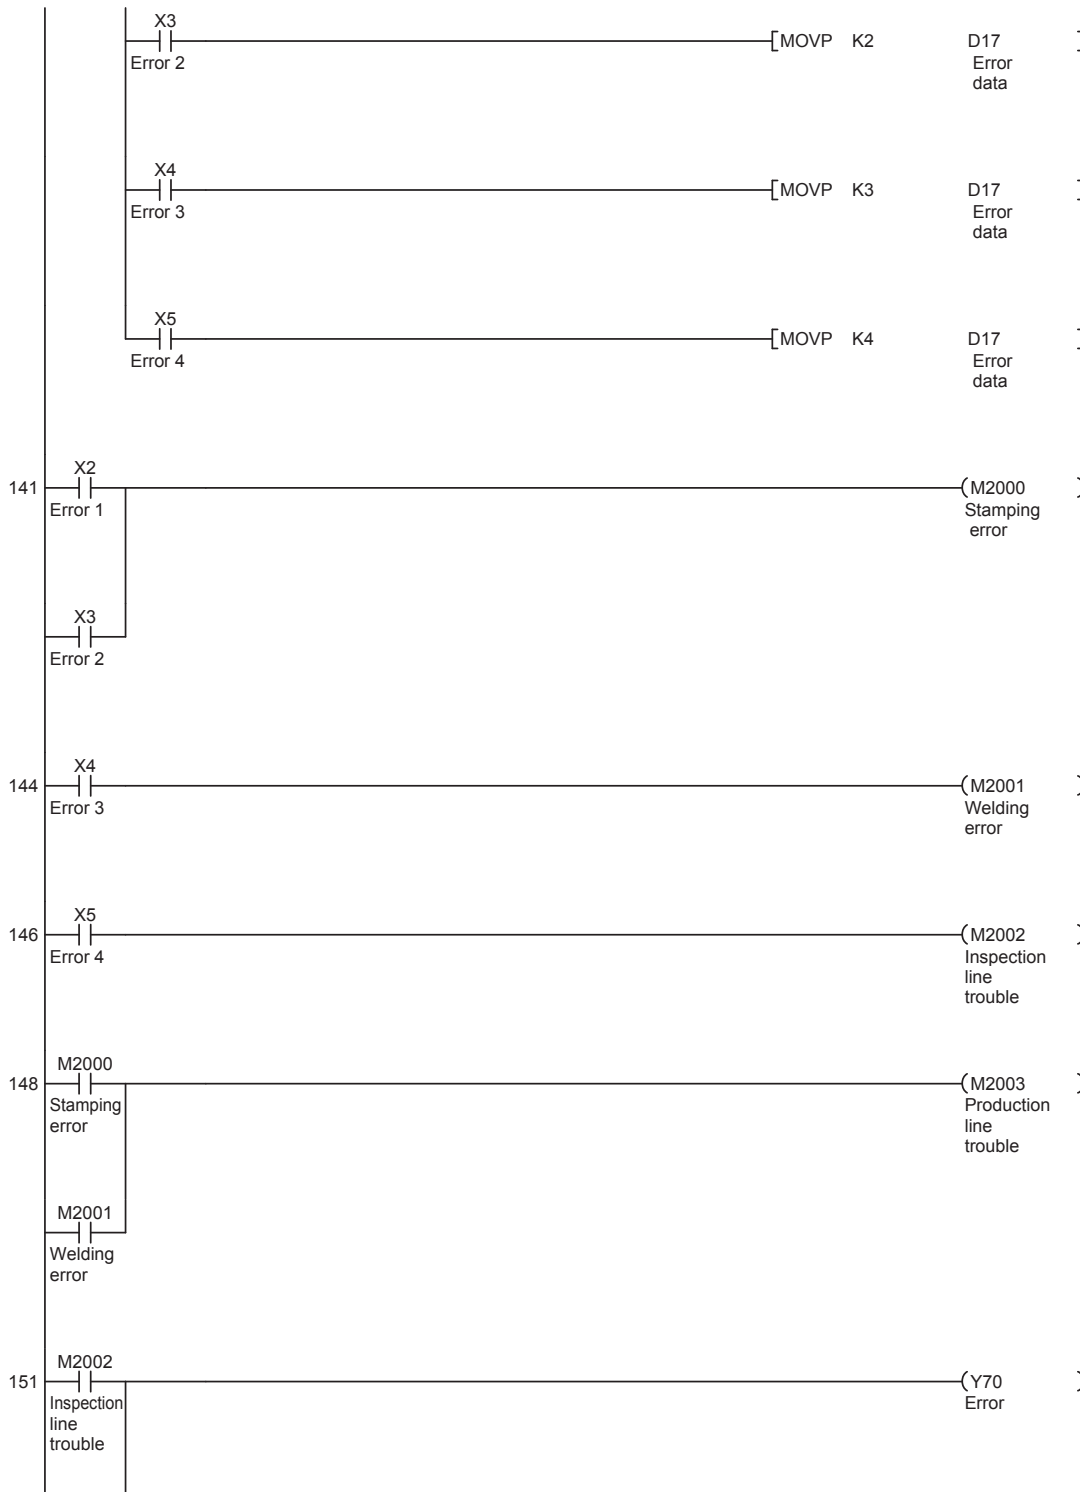 X3
[MOVP K2 D17 ]
Error 2
Error
data
X4
[MOVP K3 D17 ]
Error 3
Error
data
X5
[MOVP K4 D17 ]
Error 4
Error
data
X2
141 (M2000 )
Error 1
Stamping
error
X3
Error 2
X4
144 (M2001 )
Error 3
Welding
error
X5
146 (M2002 )
Error 4
Inspection
line
trouble
M2000
148 (M2003 )
Stamping
error
Production
line
trouble
M2001
Welding
error
M2002
151 (Y70 )
Inspection
line
trouble
Error